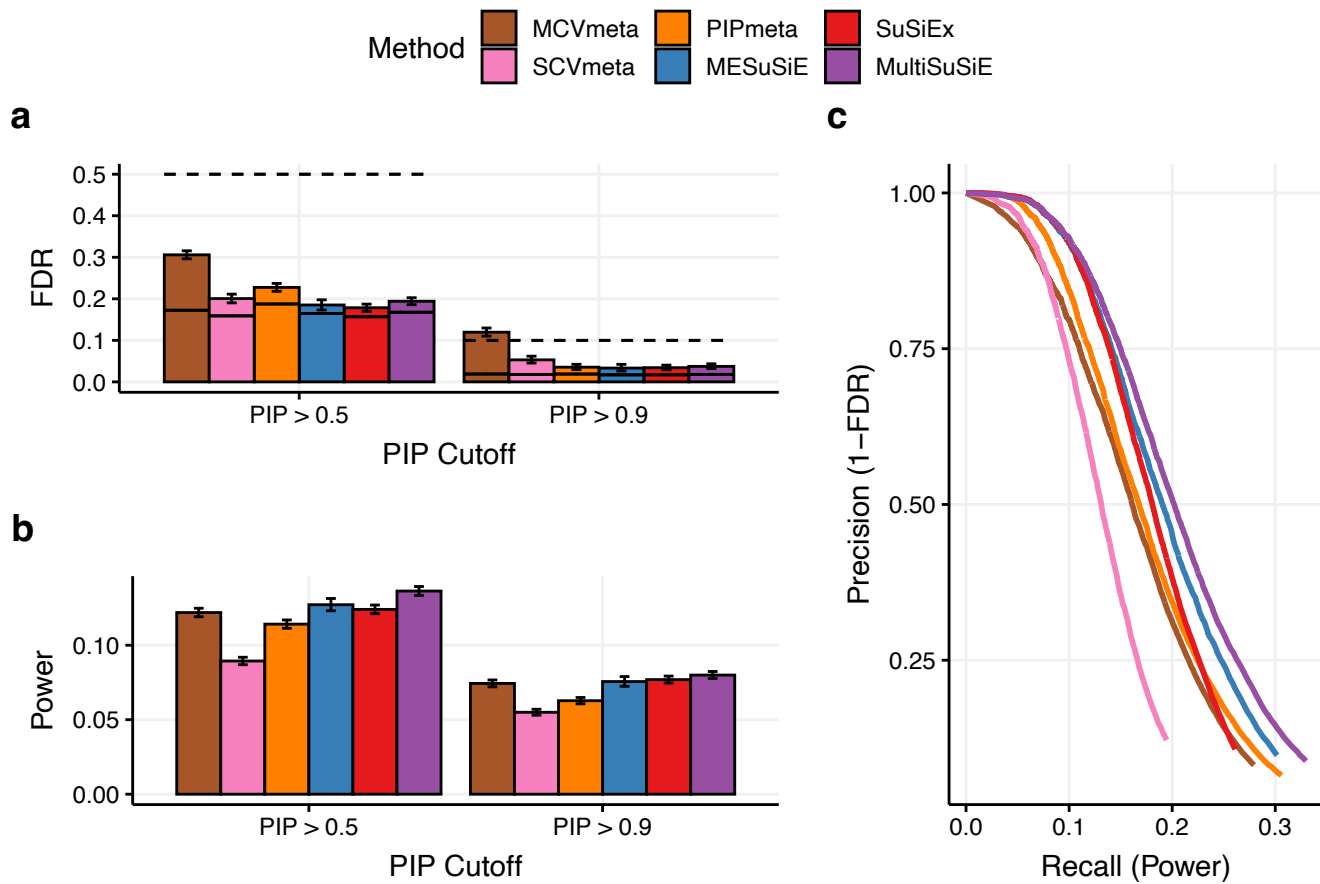 Method
MCVmeta
PIPmeta
SuSiEx
SCVmeta
MESuSiE
MultiSuSiE
a
FDR
0.5
0.4
0.3
0.2
0.1
0.0
PIP > 0.5
PIP > 0.9
PIP Cutoff
b
Power
0.10
0.05
0.00
PIP > 0.5
PIP > 0.9
PIP Cutoff
c
Precision (1−FDR)
1.00
0.75
0.50
0.25
0.0
0.1
0.2
0.3
Recall (Power)